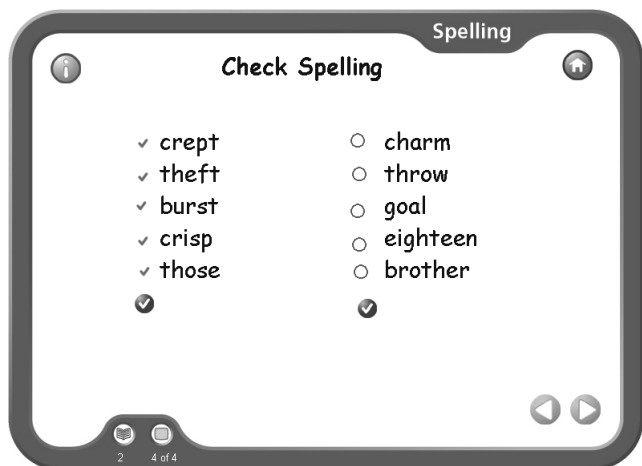 Spelling
Check Spelling
crept
theft
burst
crisp
those
charm
throw
goal
eighteen
brother
2
4 of 4